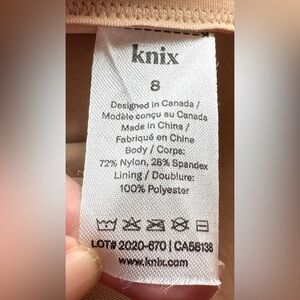 knix
8
Designed in Canada /
Modèle conçu au Canada
Made in China /
Fabriqué en Chine
Body / Corps:
72% Nylon, 28% Spandex
Lining / Doublure:
100% Polyester
LOT# 2020-670 | CA56138
www.knix.com